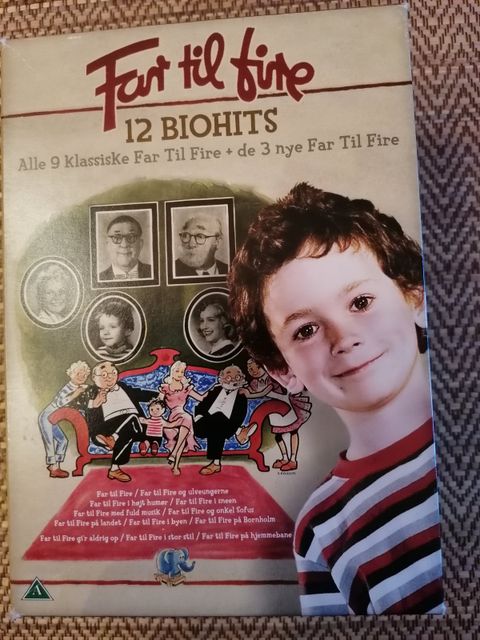 Far til fire
12 BIOHITS
Alle 9 Klassiske Far Til Fire + de 3 nye Far Til Fire
Far til Fire / Far til Fire og ulveungerne
Far til Fire i højt humør / Far til Fire i sneen
Far til Fire med fuld musik / Far til Fire og onkel Sofus
Far til Fire på landet / Far til Fire i byen / Far til Fire på Bornholm
Far til Fire gi'r aldrig op / Far til Fire i stor stil / Far til Fire på hjemmebane
A